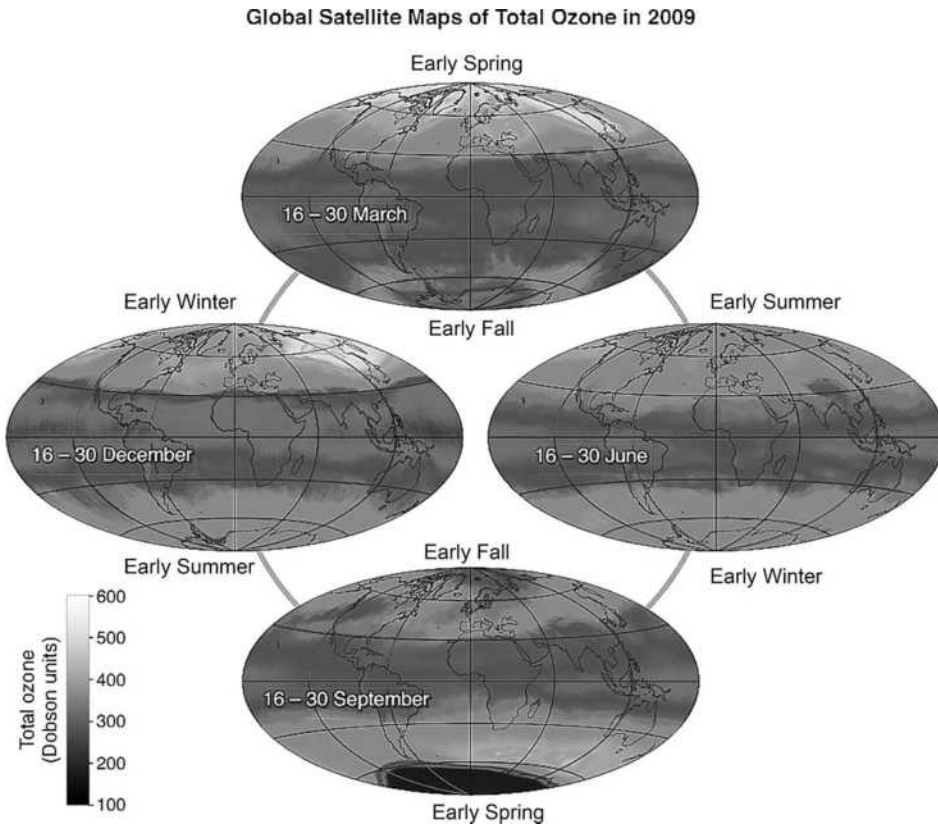 Global Satellite Maps of Total Ozone in 2009
Early Spring
16 – 30 March
Early Fall
Early Winter
16 – 30 December
Early Summer
Early Summer
16 – 30 June
Early Winter
Early Fall
16 – 30 September
Early Spring
Total ozone
(Dobson units)
600
500
400
300
200
100